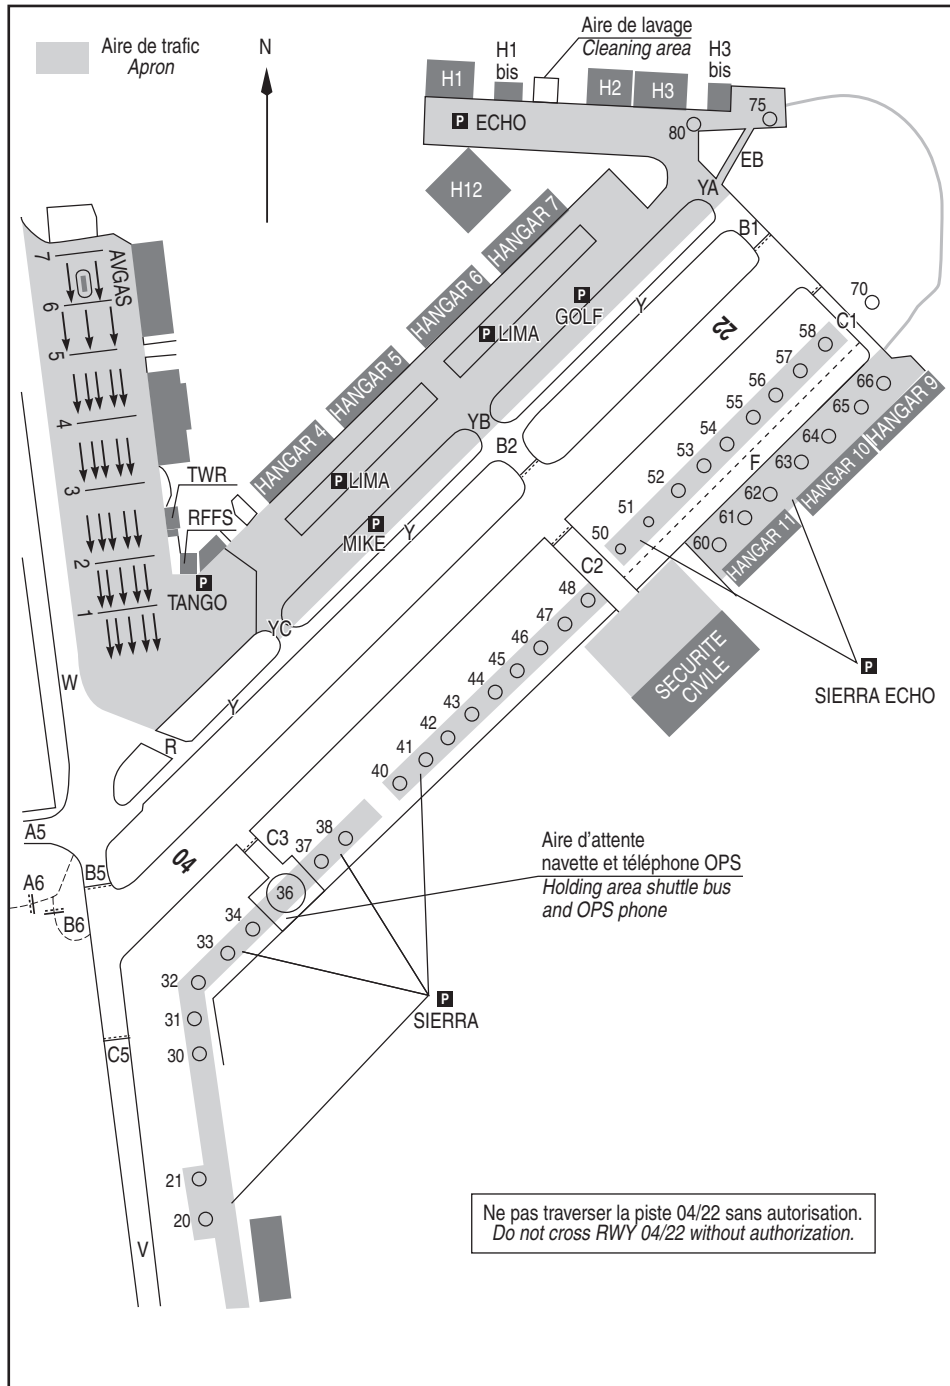 Aire de trafic
Apron
N
Aire de lavage
Cleaning area
H1
H1
bis
H2
H3
H3
bis
75
P ECHO
80
EB
H12
YA
HANGAR 7
B1
7
AVGAS
6
HANGAR 6
P
GOLF
Y
70
P LIMA
22
58
C1
5
HANGAR 5
57
66
56
HANGAR 9
4
55
65
YB
54
64
HANGAR 4
B2
53
F
63
HANGAR 10
3
TWR
P LIMA
52
62
RFFS
P
MIKE
Y
51
61
50
60
HANGAR 11
2
P
TANGO
C2
1
YC
48
47
46
SECURITE
CIVILE
P
SIERRA ECHO
W
45
44
Y
43
42
R
41
40
A5
C3
38
Aire d'attente
navette et téléphone OPS
Holding area shuttle bus
and OPS phone
04
37
A6
B5
36
B6
34
33
32
P
SIERRA
31
C5
30
21
20
V
Ne pas traverser la piste 04/22 sans autorisation.
Do not cross RWY 04/22 without authorization.